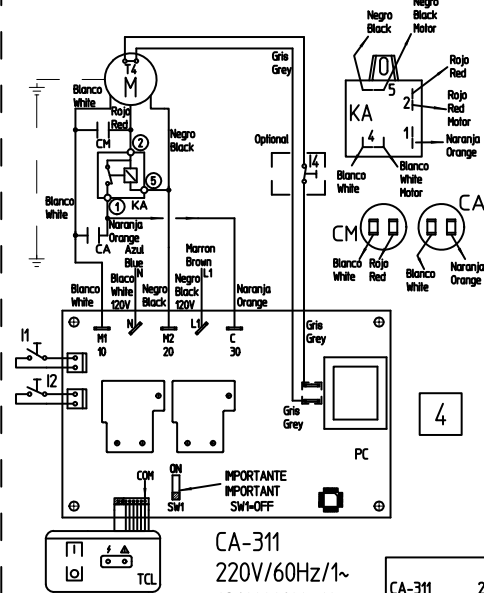 Negro
Black
Negro
Black
Motor
T4
M
Gris
Grey
Blanco
White
Rojo
Red
Negro
Black
CM
2
5
1
KA
Optional
I4
5
KA
2
4
1
Rojo
Red
Rojo
Red
Motor
Naranja
Orange
Blanco
White
Blanco
White
Motor
Blanco
White
Naranja
Orange
CA
CM
CA
Blanco
White
Rojo
Red
Blanco
White
Naranja
Orange
Azul
Blue
N
Marron
Brown
L1
Blanco
White
Blaco
White
120V
Negro
Black
Negro
Black
120V
Naranja
Orange
M1
10
N
M2
20
L1
C
30
Gris
Grey
Gris
Grey
I1
I2
PC
4
COM
ON
SW1
IMPORTANTE
IMPORTANT
SW1=OFF
TCL
CA-311
220V/60Hz/1~
CA-311 2